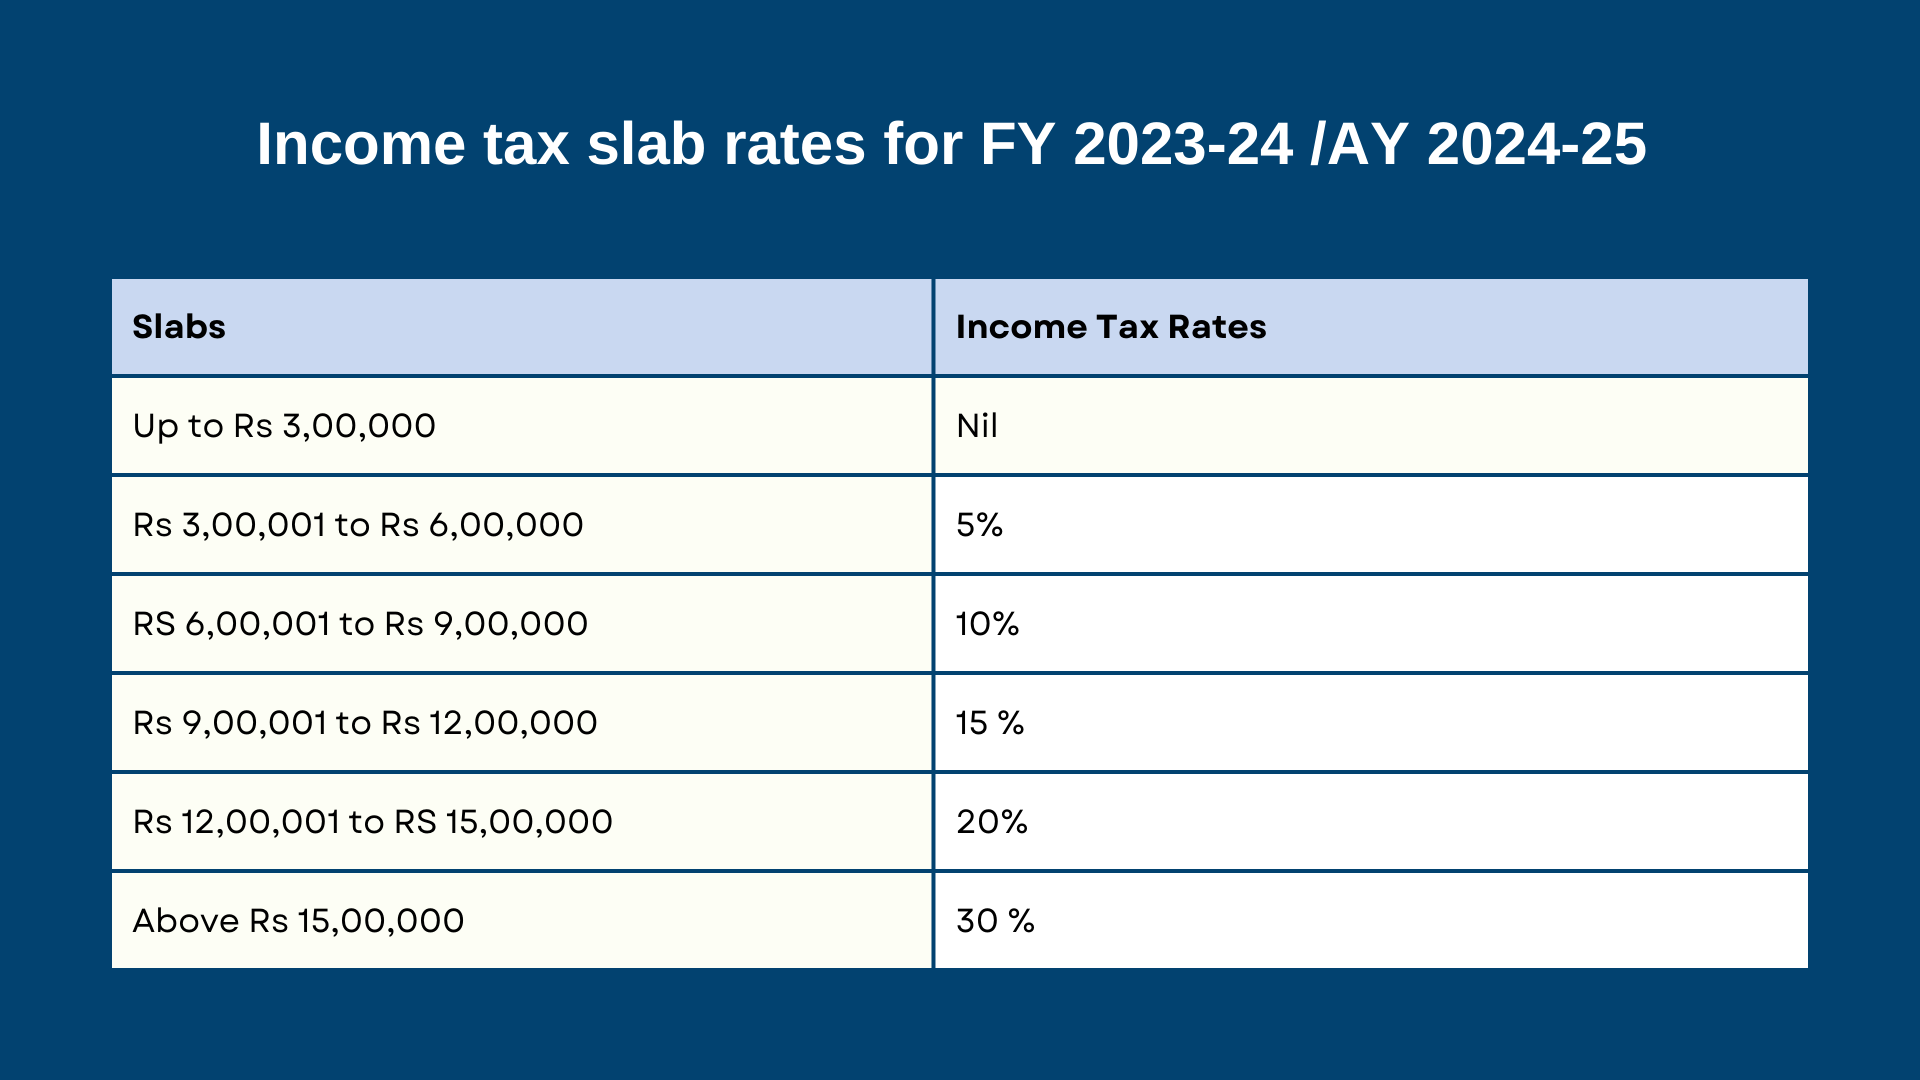 Income tax slab rates for FY 2023-24 /AY 2024-25
Slabs Income Tax Rates
Up to Rs 3,00,000 Nil
Rs 3,00,001 to Rs 6,00,000 5%
RS 6,00,001 to Rs 9,00,000 10%
Rs 9,00,001 to Rs 12,00,000 15 %
Rs 12,00,001 to RS 15,00,000 20%
Above Rs 15,00,000 30 %